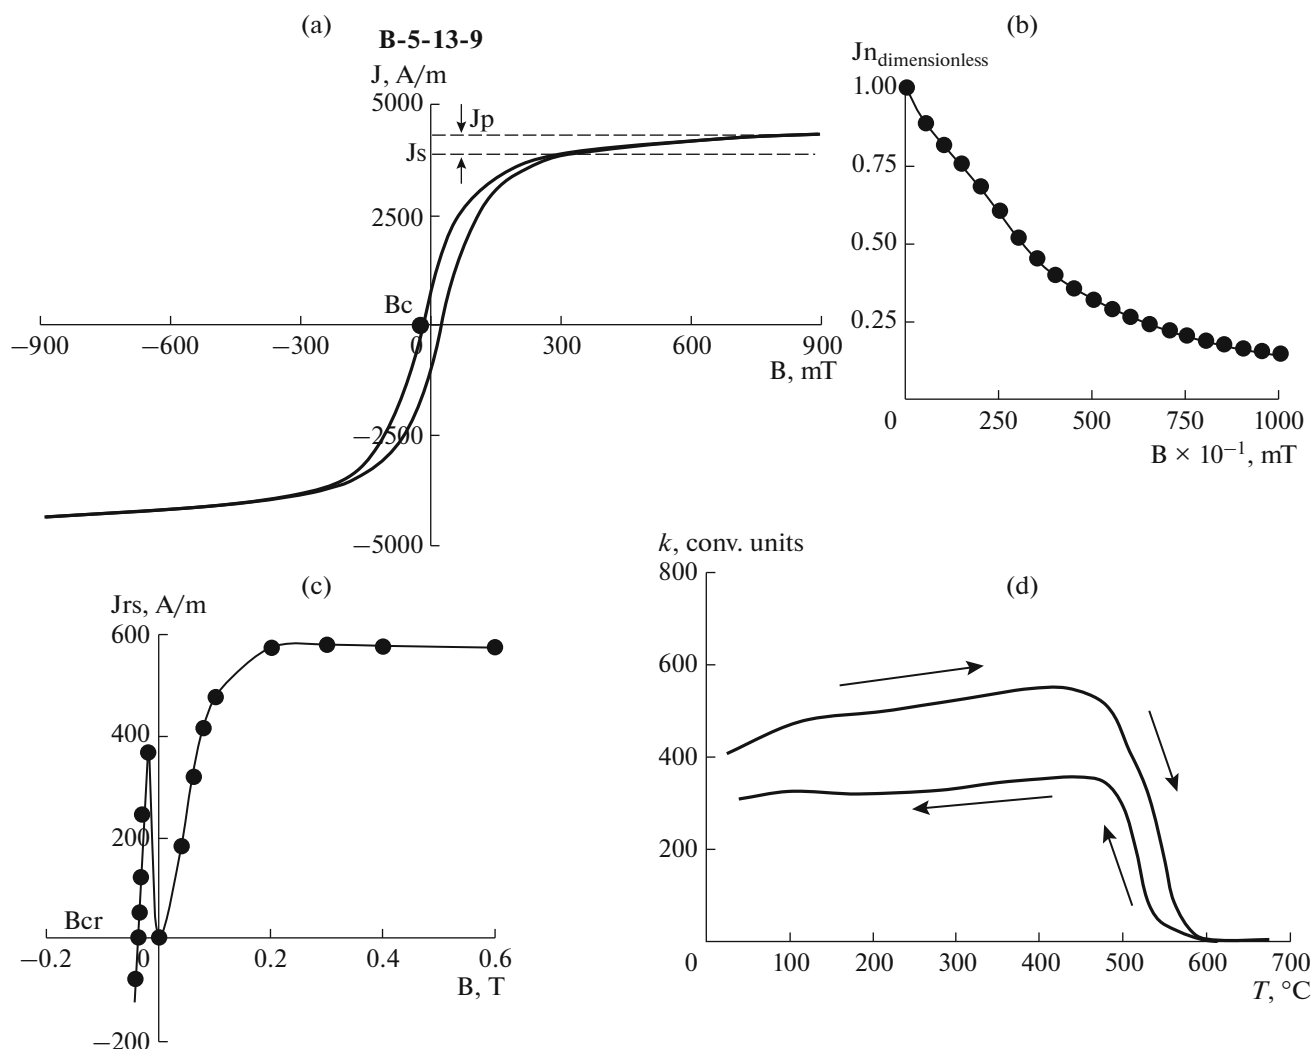 (a)
B-5-13-9
J, A/m
5000
Jp
Js
2500
Bc
−900
−600
−300
0
300
600
900
B, mT
−2500
−5000
(b)
Jn dimensionless
1.00
0.75
0.50
0.25
0
250
500
750
1000
B × 10−1, mT
(c)
Jrs, A/m
600
400
200
Bcr
−0.2
0
0.2
0.4
0.6
B, T
−200
(d)
k, conv. units
800
600
400
200
0
100
200
300
400
500
600
700
T, °C